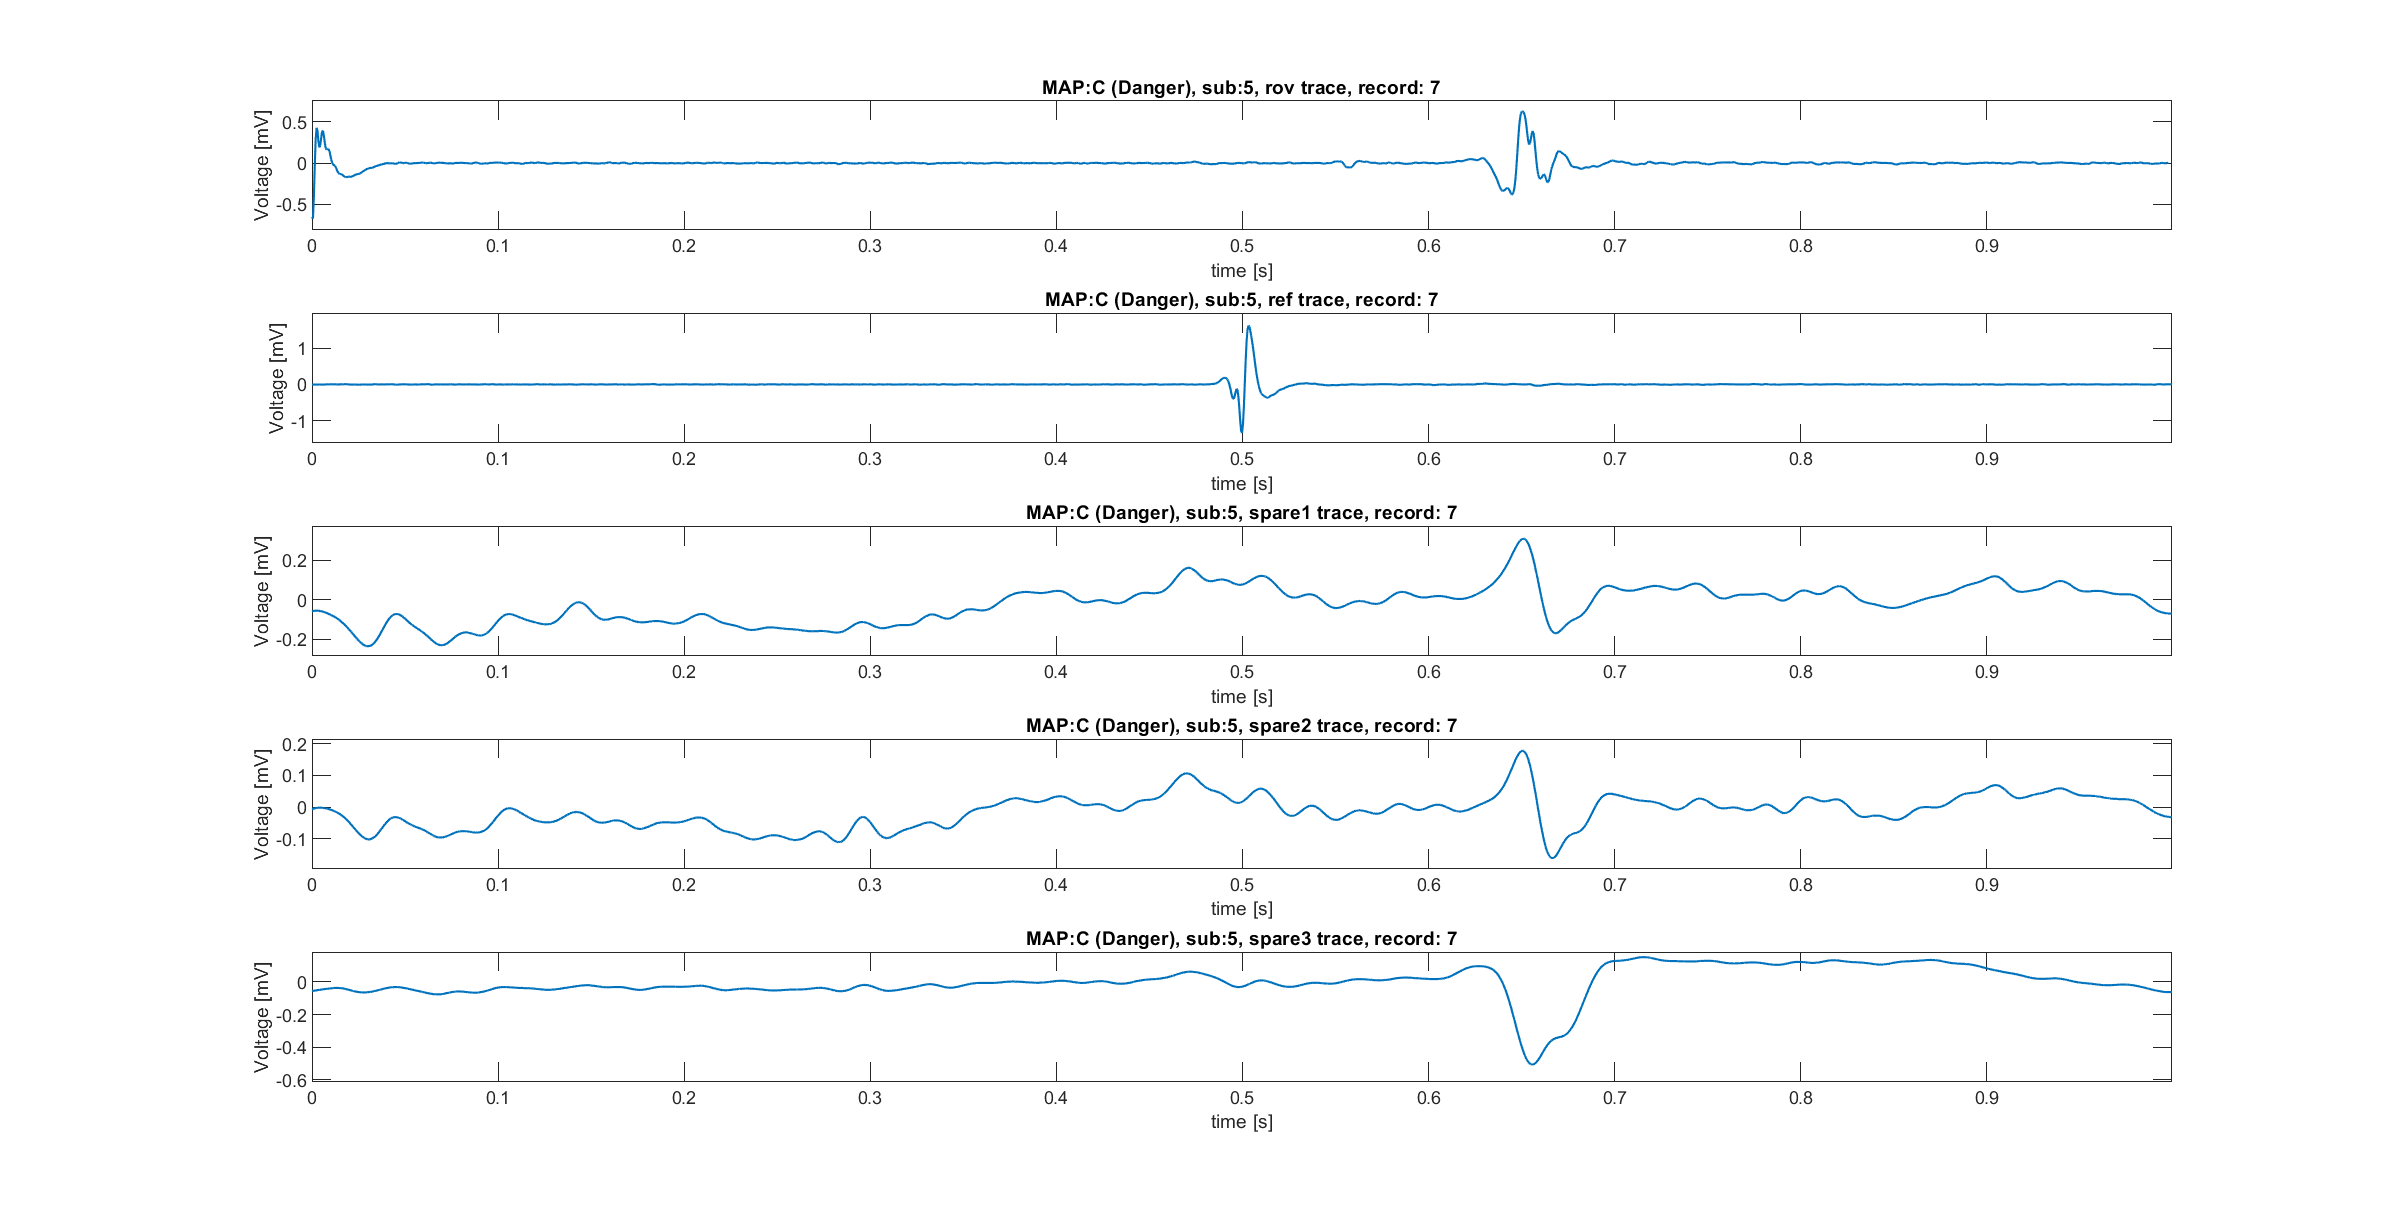 MAP:C (Danger), sub:5, rov trace, record: 7
Voltage [mV]
0.5
0
-0.5
0 0.1 0.2 0.3 0.4 0.5 0.6 0.7 0.8 0.9
time [s]
MAP:C (Danger), sub:5, ref trace, record: 7
Voltage [mV]
1
0
-1
0 0.1 0.2 0.3 0.4 0.5 0.6 0.7 0.8 0.9
time [s]
MAP:C (Danger), sub:5, spare1 trace, record: 7
Voltage [mV]
0.2
0
-0.2
0 0.1 0.2 0.3 0.4 0.5 0.6 0.7 0.8 0.9
time [s]
MAP:C (Danger), sub:5, spare2 trace, record: 7
Voltage [mV]
0.2
0.1
0
-0.1
0 0.1 0.2 0.3 0.4 0.5 0.6 0.7 0.8 0.9
time [s]
MAP:C (Danger), sub:5, spare3 trace, record: 7
Voltage [mV]
0
-0.2
-0.4
-0.6
0 0.1 0.2 0.3 0.4 0.5 0.6 0.7 0.8 0.9
time [s]